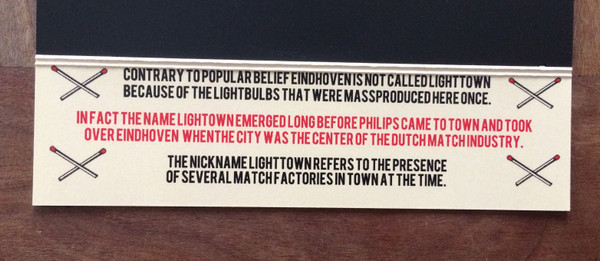 CONTRARY TO POPULAR BELIEF EINDHOVEN IS NOT CALLED LIGHTTOWN
BECAUSE OF THE LIGHTBULBS THAT WERE MASSPRODUCED HERE ONCE.
IN FACT THE NAME LIGHTOWN EMERGED LONG BEFORE PHILIPS CAME TO TOWN AND TOOK
OVER EINDHOVEN WHEN THE CITY WAS THE CENTER OF THE DUTCH MATCH INDUSTRY.
THE NICKNAME LIGHTTOWN REFERS TO THE PRESENCE
OF SEVERAL MATCH FACTORIES IN TOWN AT THE TIME.